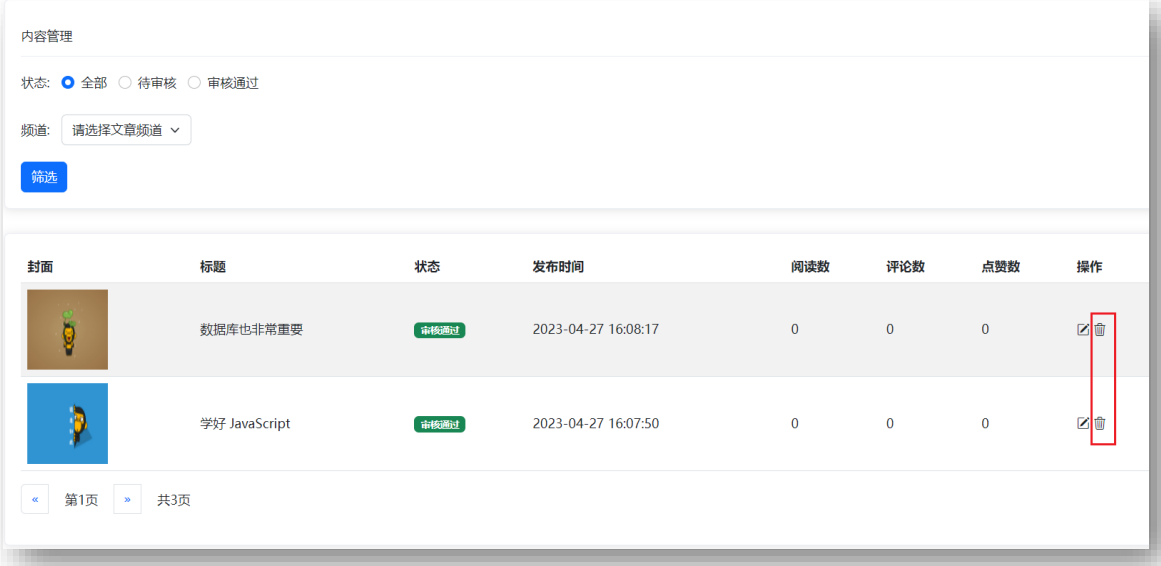 内容管理
状态: 全部 待审核 审核通过
频道: 请选择文章频道
筛选
封面 标题 状态 发布时间 阅读数 评论数 点赞数 操作
数据库也非常重要 审核通过 2023-04-27 16:08:17 0 0 0
学好 JavaScript 审核通过 2023-04-27 16:07:50 0 0 0
« 第1页 » 共3页